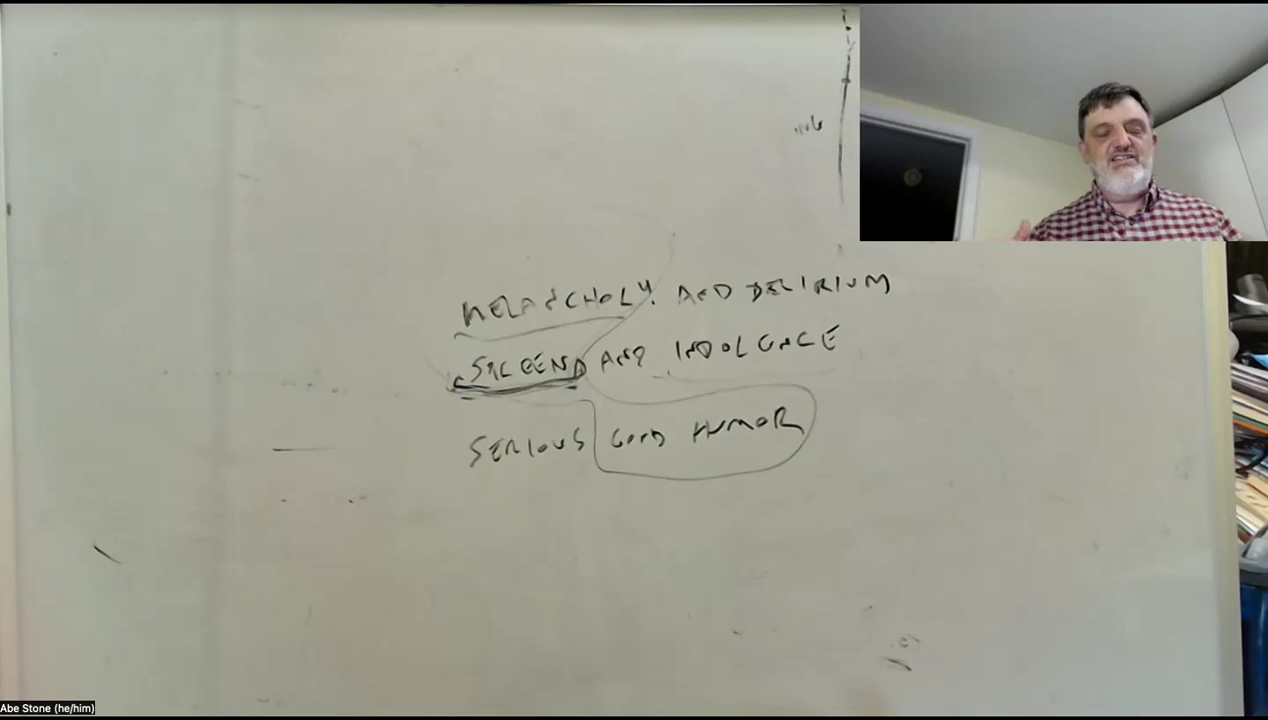 MELANCHOLY. AND DELIRIUM
SPLEEN AND INDOLENCE
SERIOUS GOOD HUMOR
Abe Stone (he/him)